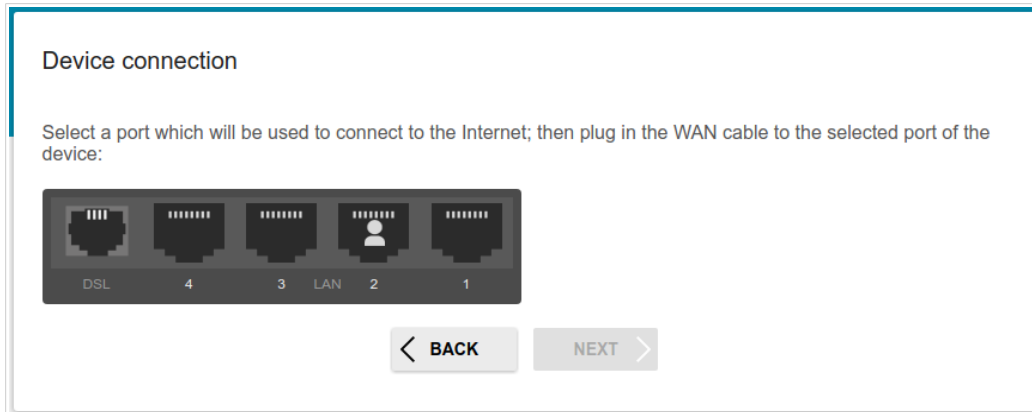 Device connection
Select a port which will be used to connect to the Internet; then plug in the WAN cable to the selected port of the
device:
DSL 4 3 LAN 2 1
BACK NEXT